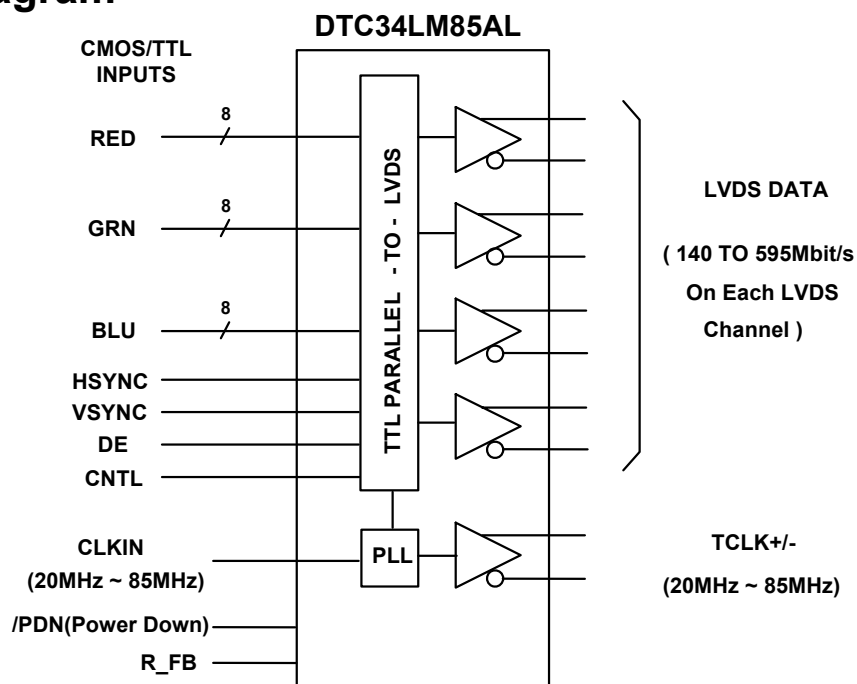 DTC34LM85AL
CMOS/TTL
INPUTS
RED
8
GRN
8
BLU
8
HSYNC
VSYNC
DE
CNTL
CLKIN
(20MHz ~ 85MHz)
/PDN(Power Down)
R_FB
TTL PARALLEL - TO - LVDS
PLL
LVDS DATA
( 140 TO 595Mbit/s
On Each LVDS
Channel )
TCLK+/-
(20MHz ~ 85MHz)